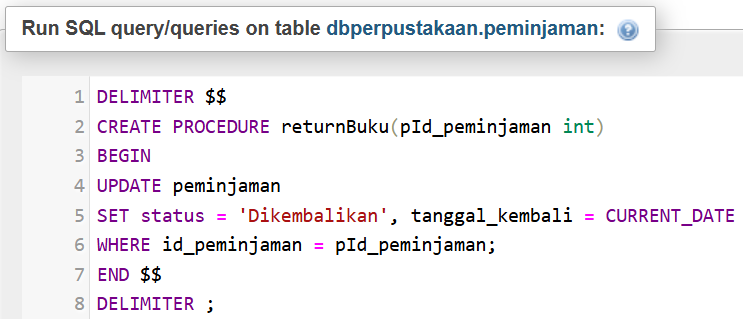 Run SQL query/queries on table dbperpustakaan.peminjaman:
1 DELIMITER $$
2 CREATE PROCEDURE returnBuku(pId_peminjaman int)
3 BEGIN
4 UPDATE peminjaman
5 SET status = 'Dikembalikan', tanggal_kembali = CURRENT_DATE
6 WHERE id_peminjaman = pId_peminjaman;
7 END $$
8 DELIMITER ;